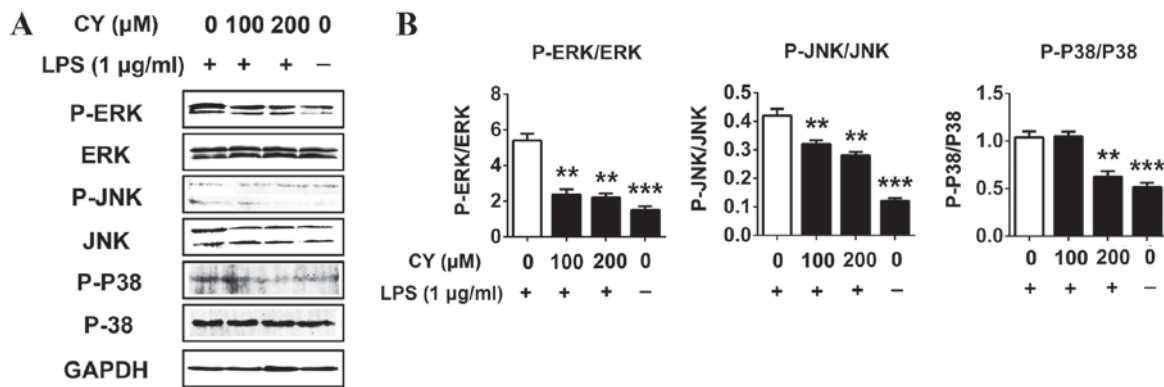 A
CY (μM) 0 100 200 0
LPS (1 μg/ml) + + + −
P-ERK
ERK
P-JNK
JNK
P-P38
P-38
GAPDH
B
P-ERK/ERK
P-ERK/ERK
6
4
2
0
** ** ***
P-JNK/JNK
P-JNK/JNK
0.5
0.4
0.3
0.2
0.1
0.0
** ** ***
P-P38/P38
P-P38/P38
1.5
1.0
0.5
0.0
** ***
CY (μM) 0 100 200 0 0 100 200 0 0 100 200 0
LPS (1 μg/ml) + + + − + + + − + + + −